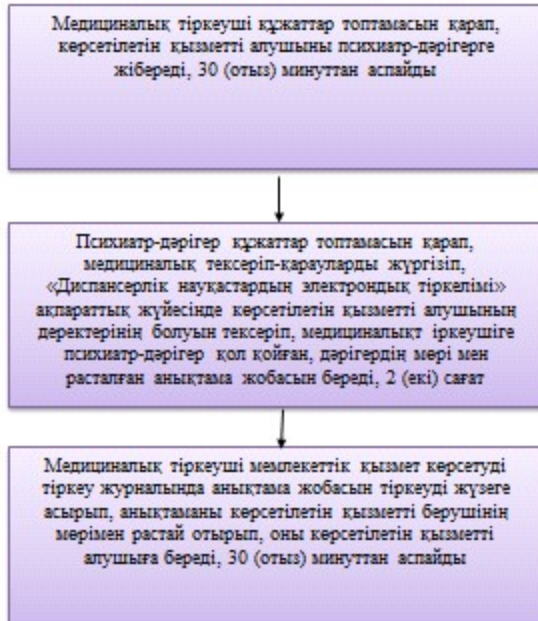 Медициналық тіркеуші құжаттар топтамасын қарап,
көрсетілетін қызметті алушыны психиатр-дәрігерге
жібереді, 30 (отыз) минуттан аспайды
Психиатр-дәрігер құжаттар топтамасын қарап,
медициналық тексеріп-қарауларды жүргізіп,
«Диспансерлік науқастардың электрондық тіркелімі»
ақпараттық жүйесінде көрсетілетін қызметті алушының
деректерінің болуын тексеріп, медициналықт іркеушіге
психиатр-дәрігер қол қойған, дәрігердің мөрі мен
расталған анықтама жобасын береді, 2 (екі) сағат
Медициналық тіркеуші мемлекеттік қызмет көрсетуді
тіркеу журналында анықтама жобасын тіркеуді жүзеге
асырып, анықтаманы көрсетілетін қызметті берушінің
мөрімен растай отырып, оны көрсетілетін қызметті
алушыға береді, 30 (отыз) минуттан аспайды